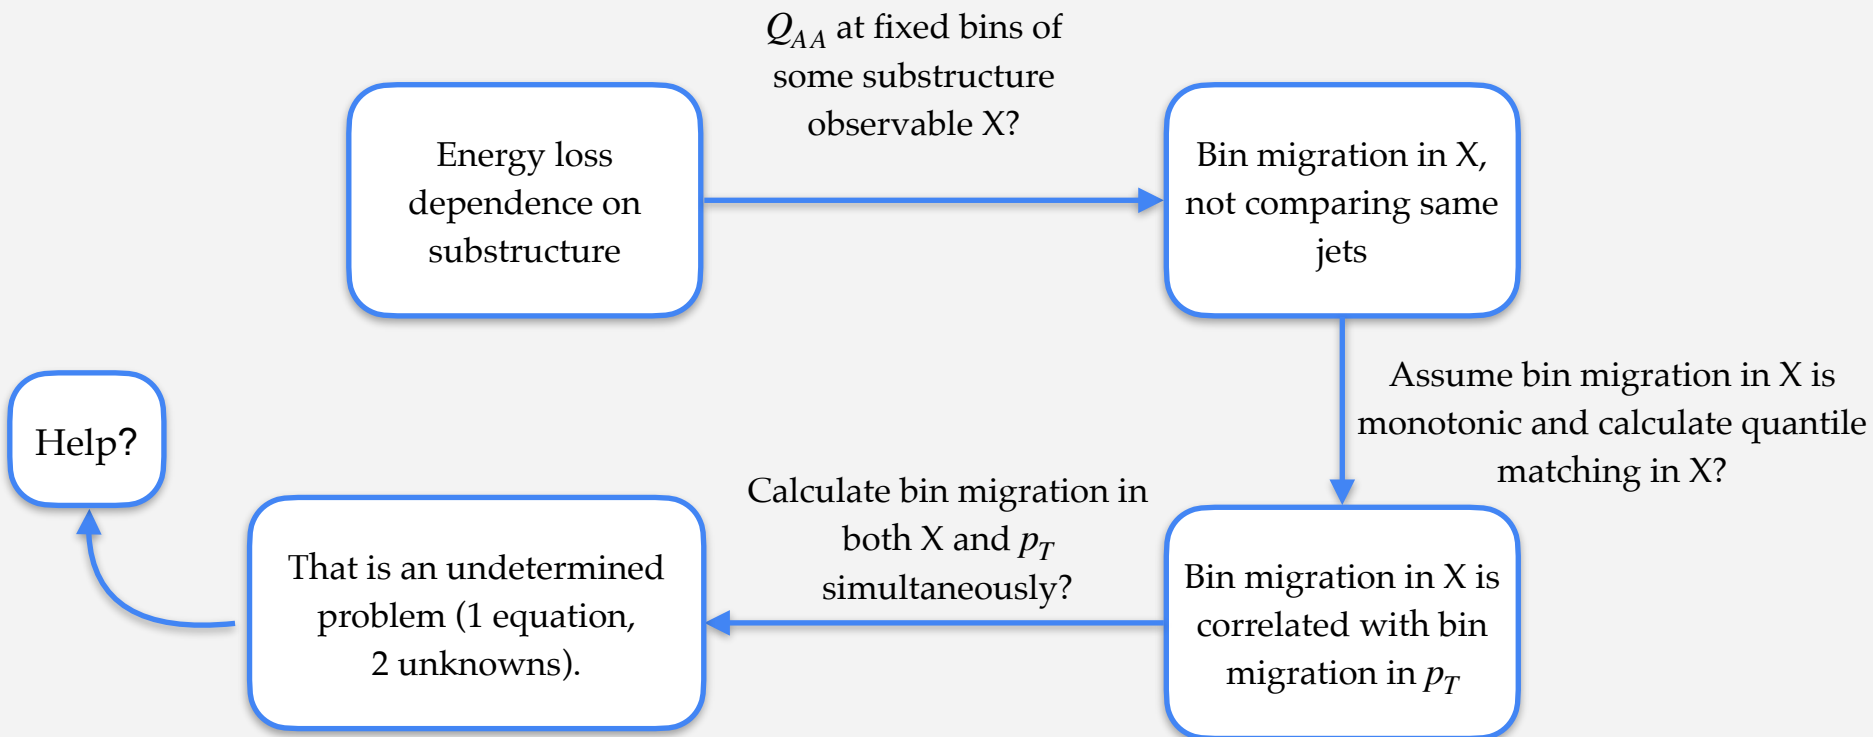 Q_{AA} at fixed bins of
some substructure
observable X?
Energy loss
dependence on
substructure
Bin migration in X,
not comparing same
jets
Assume bin migration in X is
monotonic and calculate quantile
matching in X?
Bin migration in X is
correlated with bin
migration in p_T
Calculate bin migration in
both X and p_T
simultaneously?
That is an undetermined
problem (1 equation,
2 unknowns).
Help?